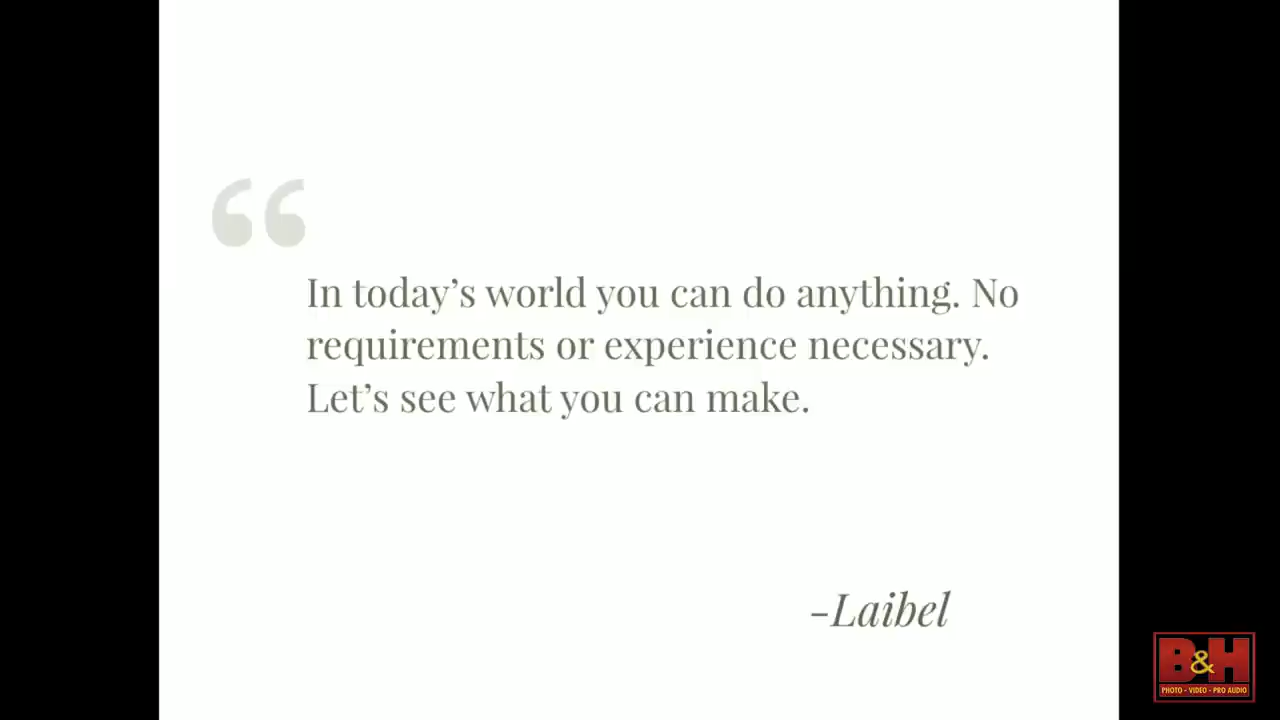 “
In today’s world you can do anything. No
requirements or experience necessary.
Let’s see what you can make.
-Laibel
B&H
PHOTO - VIDEO - PRO AUDIO